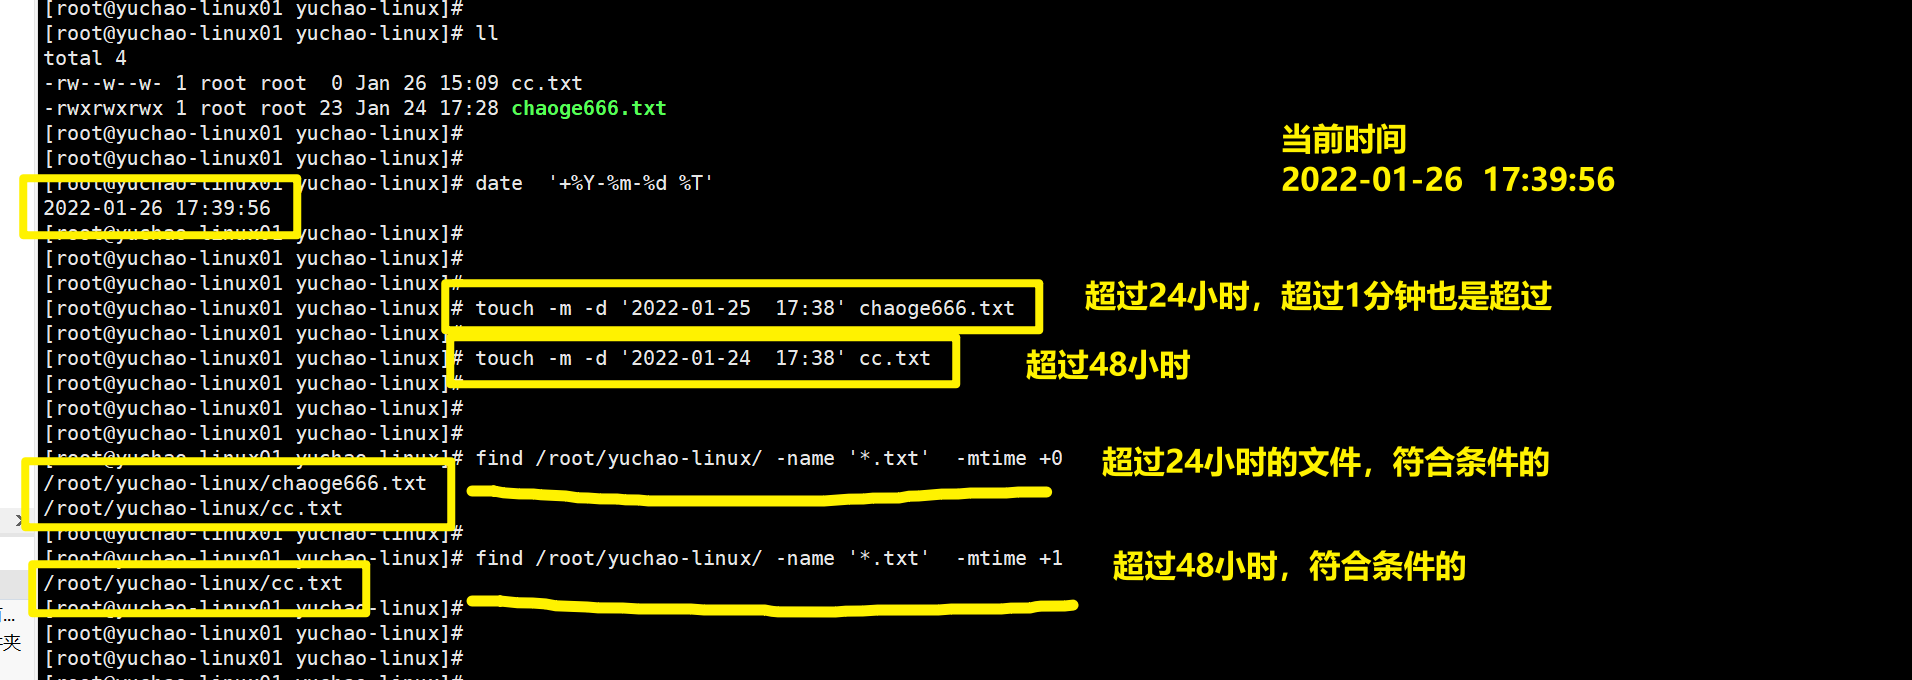 [root@yuchao-linux01 yuchao-linux]#
[root@yuchao-linux01 yuchao-linux]# ll
total 4
-rw--w--w- 1 root root  0 Jan 26 15:09 cc.txt
-rwxrwxrwx 1 root root 23 Jan 24 17:28 chaoge666.txt
[root@yuchao-linux01 yuchao-linux]#
[root@yuchao-linux01 yuchao-linux]#
当前时间
[root@yuchao-linux01 yuchao-linux]# date  '+%Y-%m-%d %T'
2022-01-26 17:39:56
2022-01-26 17:39:56
[root@yuchao-linux01 yuchao-linux]#
[root@yuchao-linux01 yuchao-linux]#
[root@yuchao-linux01 yuchao-linux]#
[root@yuchao-linux01 yuchao-linux]# touch -m -d '2022-01-25  17:38' chaoge666.txt
超过24小时，超过1分钟也是超过
[root@yuchao-linux01 yuchao-linux]#
[root@yuchao-linux01 yuchao-linux]# touch -m -d '2022-01-24  17:38' cc.txt
超过48小时
[root@yuchao-linux01 yuchao-linux]#
[root@yuchao-linux01 yuchao-linux]#
[root@yuchao-linux01 yuchao-linux]#
[root@yuchao-linux01 yuchao-linux]# find /root/yuchao-linux/ -name '*.txt'  -mtime +0
超过24小时的文件，符合条件的
/root/yuchao-linux/chaoge666.txt
/root/yuchao-linux/cc.txt
[root@yuchao-linux01 yuchao-linux]#
[root@yuchao-linux01 yuchao-linux]# find /root/yuchao-linux/ -name '*.txt'  -mtime +1
超过48小时，符合条件的
/root/yuchao-linux/cc.txt
[root@yuchao-linux01 yuchao-linux]#
[root@yuchao-linux01 yuchao-linux]#
[root@yuchao-linux01 yuchao-linux]#
[root@yuchao-linux01 yuchao-linux]#
夹